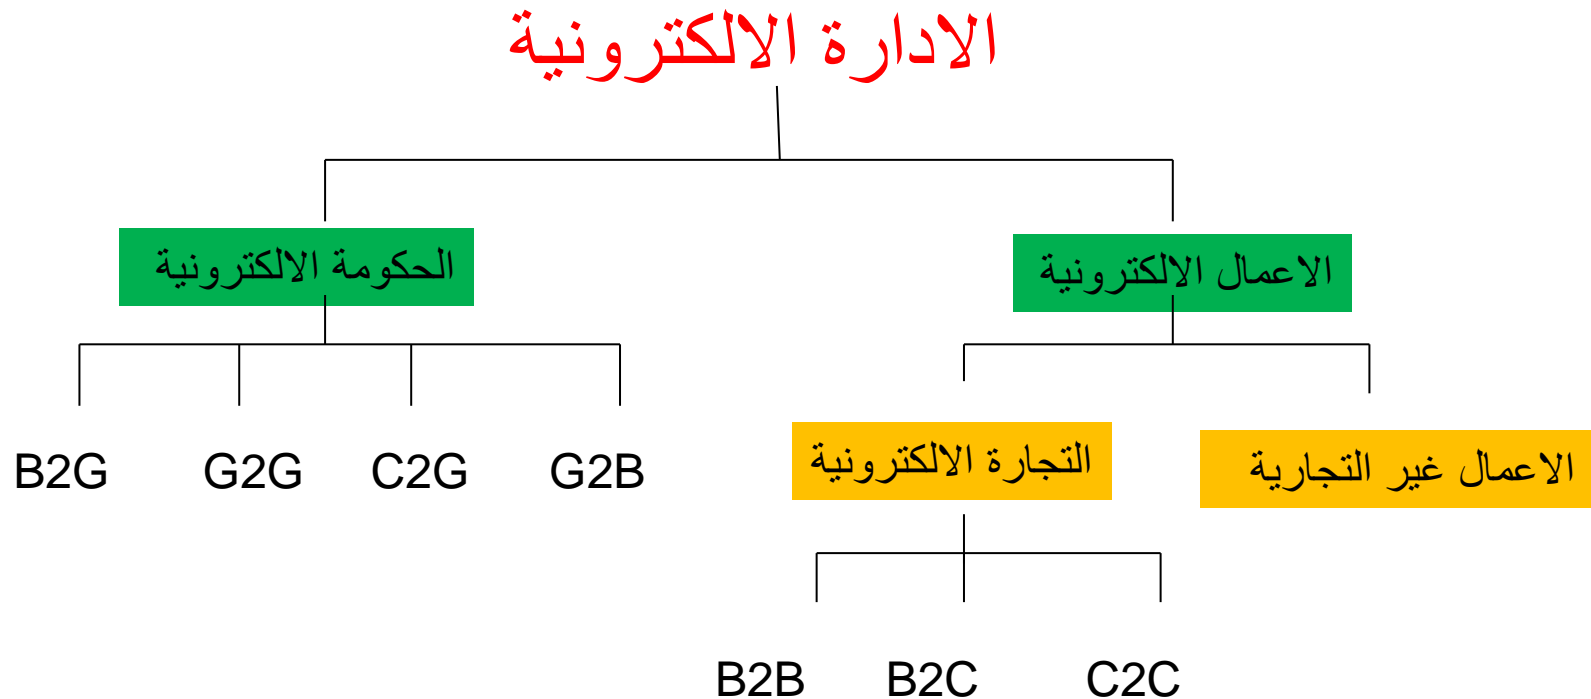 الادارة الالكترونية
الاعمال الالكترونية
الحكومة الالكترونية
الاعمال غير التجارية
التجارة الالكترونية
B2G G2G C2G G2B
B2B B2C C2C